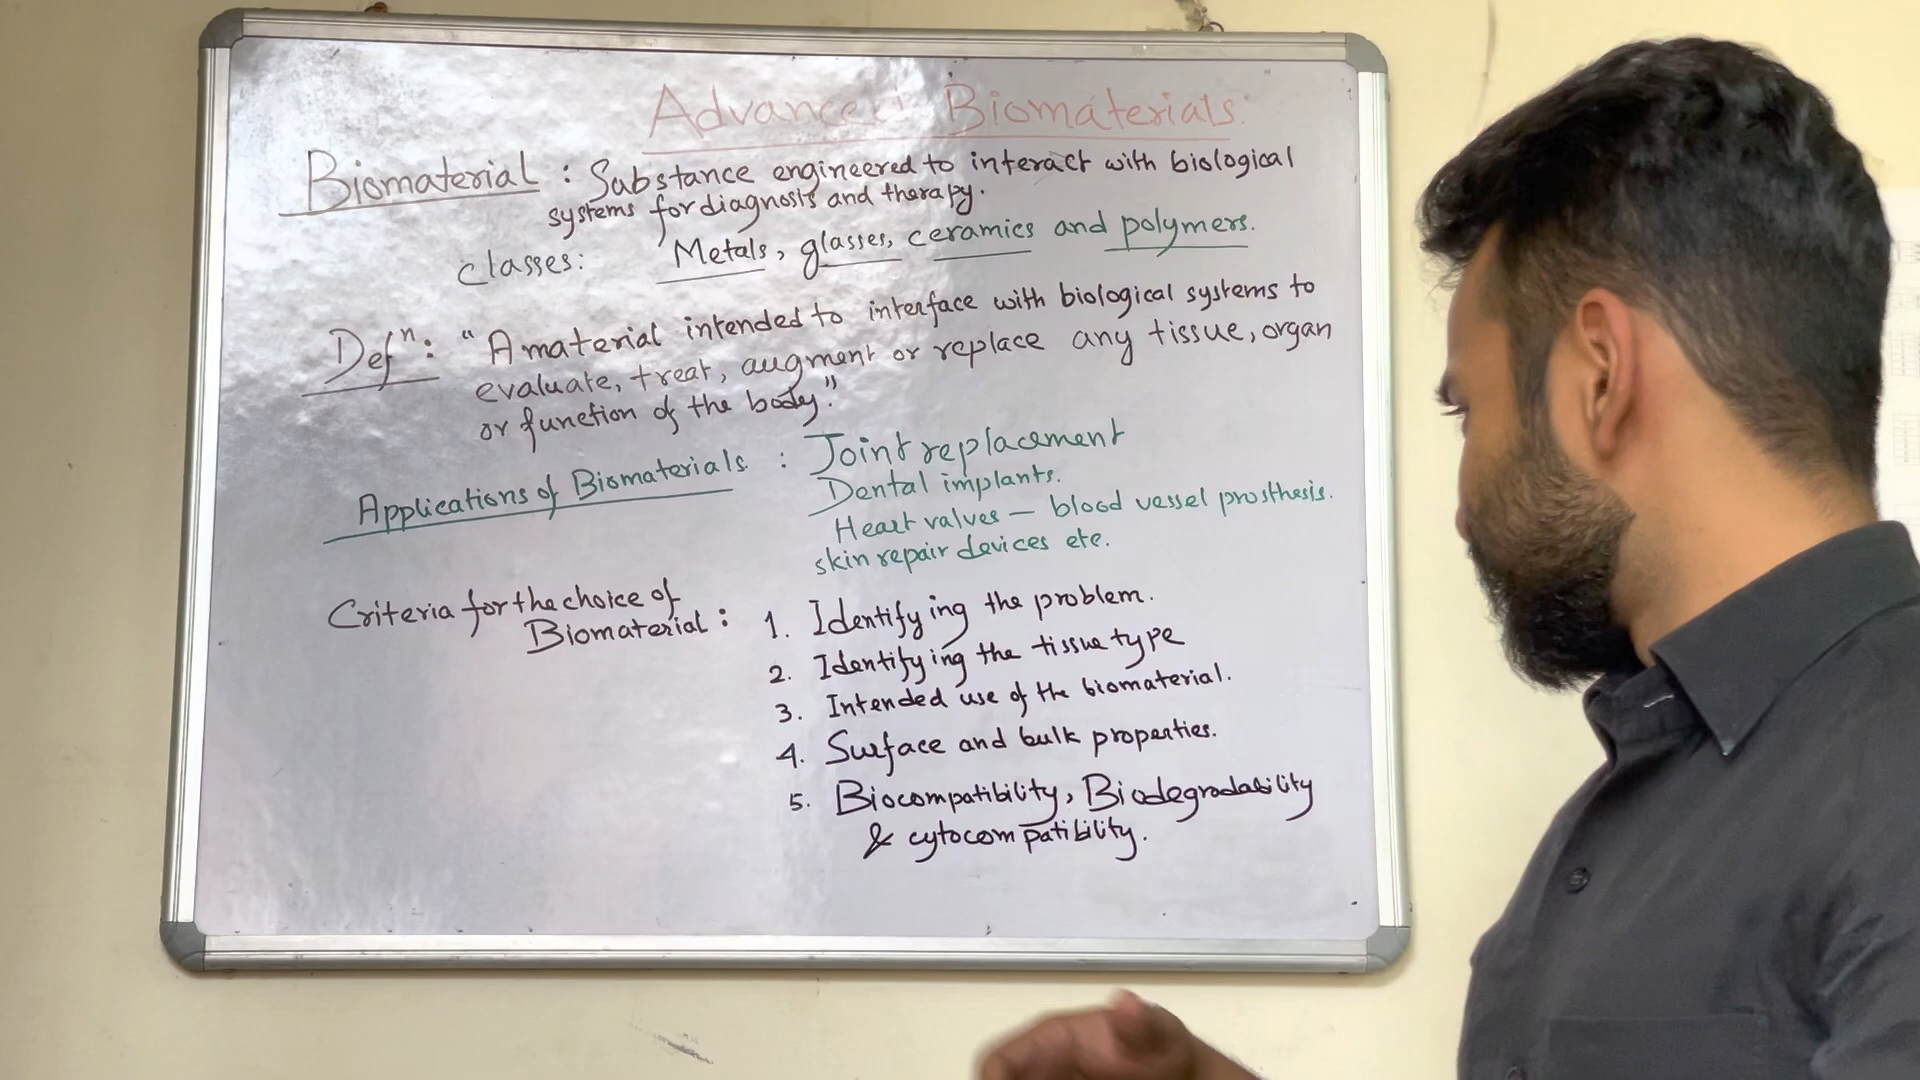 Advanced Biomaterials.
Biomaterial : Substance engineered to interact with biological
systems for diagnosis and therapy.
classes: Metals, glasses, ceramics and polymers.
Defⁿ: "A material intended to interface with biological systems to
evaluate, treat, augment or replace any tissue, organ
or function of the body."
Applications of Biomaterials : Joint replacement
Dental implants.
Heart valves — blood vessel prosthesis.
skin repair devices etc.
Criteria for the choice of
Biomaterial : 1. Identifying the problem.
2. Identifying the tissue type
3. Intended use of the biomaterial.
4. Surface and bulk properties.
5. Biocompatibility, Biodegradability
& cytocompatibility.